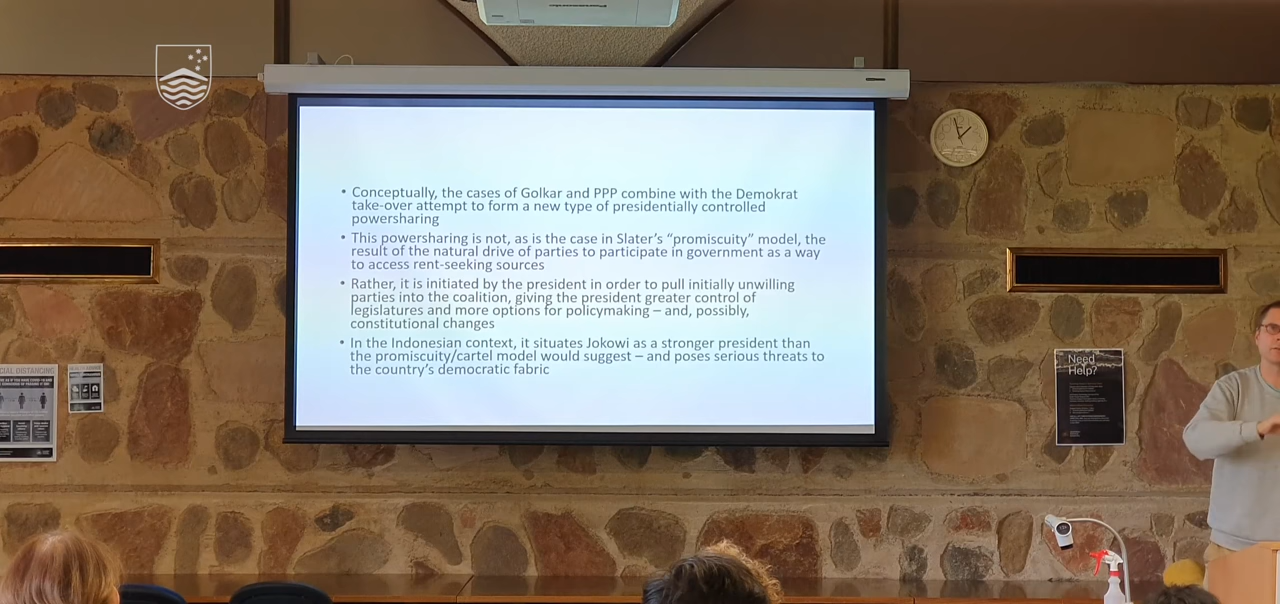 • Conceptually, the cases of Golkar and PPP combine with the Demokrat
take-over attempt to form a new type of presidentially controlled
powersharing
• This powersharing is not, as is the case in Slater's "promiscuity" model, the
result of the natural drive of parties to participate in government as a way
to access rent-seeking sources
• Rather, it is initiated by the president in order to pull initially unwilling
parties into the coalition, giving the president greater control of
legislatures and more options for policymaking – and, possibly,
constitutional changes
• In the Indonesian context, it situates Jokowi as a stronger president than
the promiscuity/cartel model would suggest – and poses serious threats to
the country's democratic fabric
CIAL DISTANCING
Need
Help?